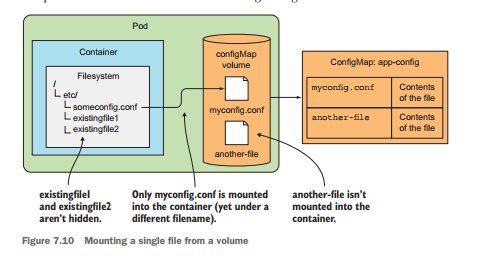 Pod
Container
Filesystem
/
etc/
someconfig.conf
existingfile1
existingfile2
configMap
volume
myconfig.conf
another-file
ConfigMap: app-config
myconfig.conf
Contents
of the file
another-file
Contents
of the file
existingfile1
and existingfile2
aren't hidden.
Only myconfig.conf is mounted
into the container (yet under a
different filename).
another-file isn't
mounted into the
container.
Figure 7.10 Mounting a single file from a volume